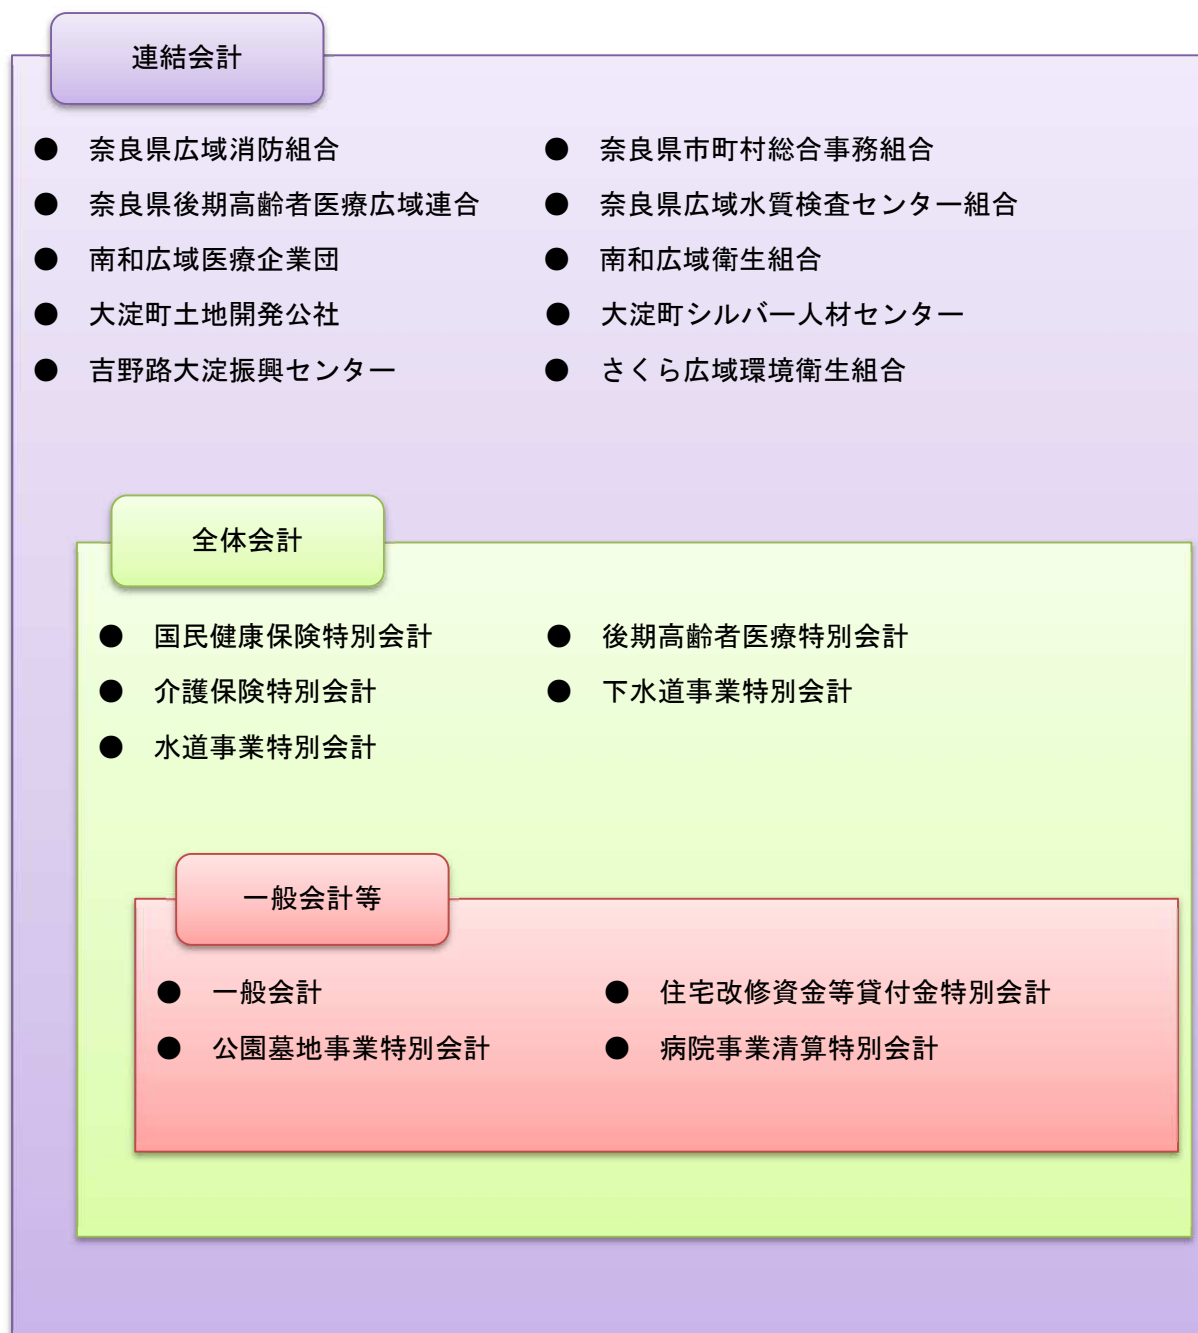 連結会計
● 奈良県広域消防組合 ● 奈良県市町村総合事務組合
● 奈良県後期高齢者医療広域連合 ● 奈良県広域水質検査センター組合
● 南和広域医療企業団 ● 南和広域衛生組合
● 大淀町土地開発公社 ● 大淀町シルバー人材センター
● 吉野路大淀振興センター ● さくら広域環境衛生組合
全体会計
● 国民健康保険特別会計 ● 後期高齢者医療特別会計
● 介護保険特別会計 ● 下水道事業特別会計
● 水道事業特別会計
一般会計等
● 一般会計 ● 住宅改修資金等貸付金特別会計
● 公園墓地事業特別会計 ● 病院事業清算特別会計